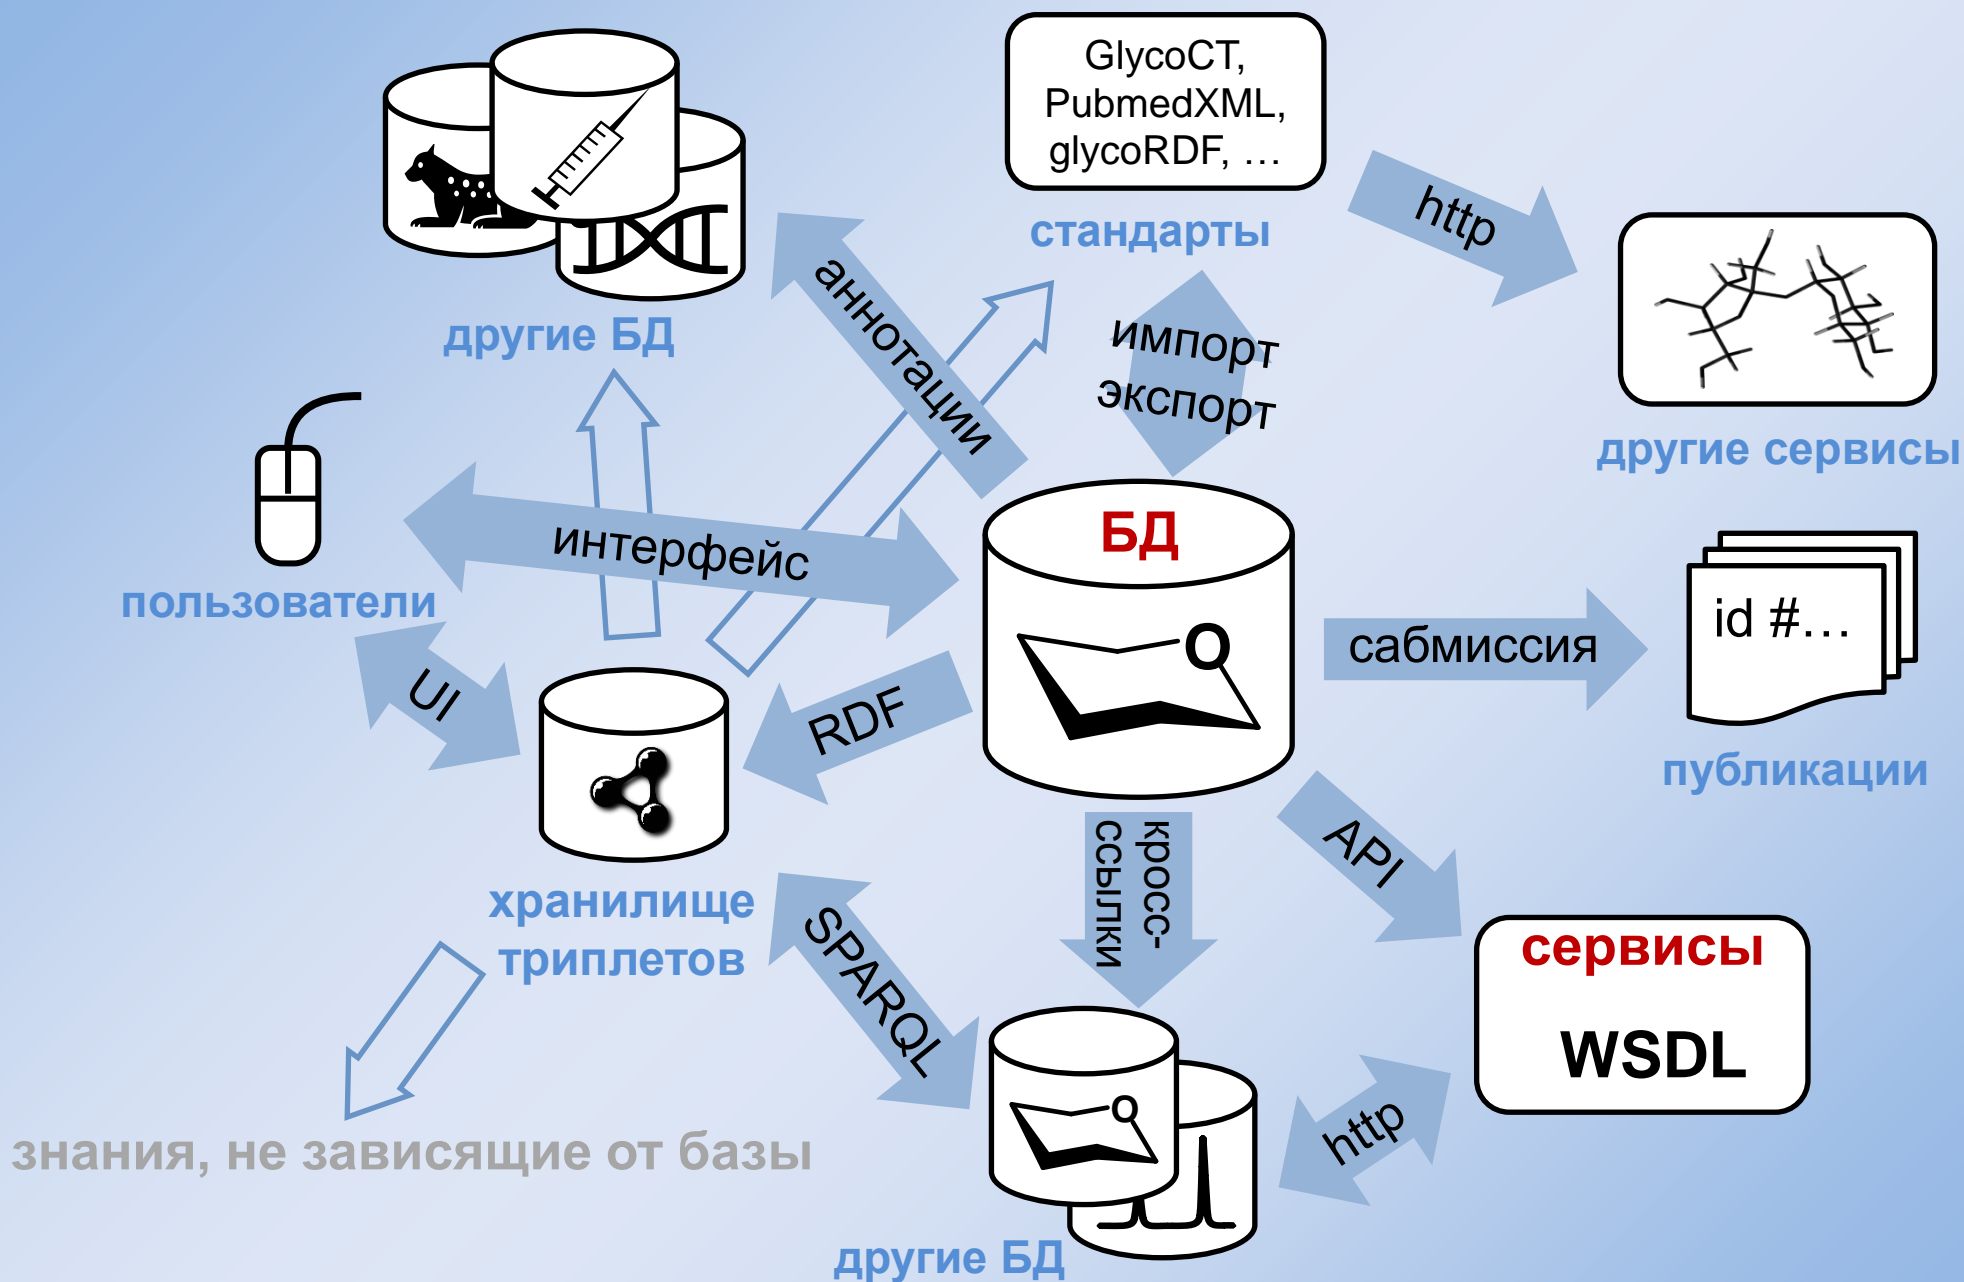 GlycoCT,
PubmedXML,
glycoRDF, …
стандарты
http
другие БД
аннотации
импорт
экспорт
другие сервисы
интерфейс
пользователи
БД
O
сабмиссия
id #…
публикации
UI
RDF
хранилище
триплетов
кросс-
ссылки
API
SPARQL
сервисы
WSDL
http
O
знания, не зависящие от базы
другие БД